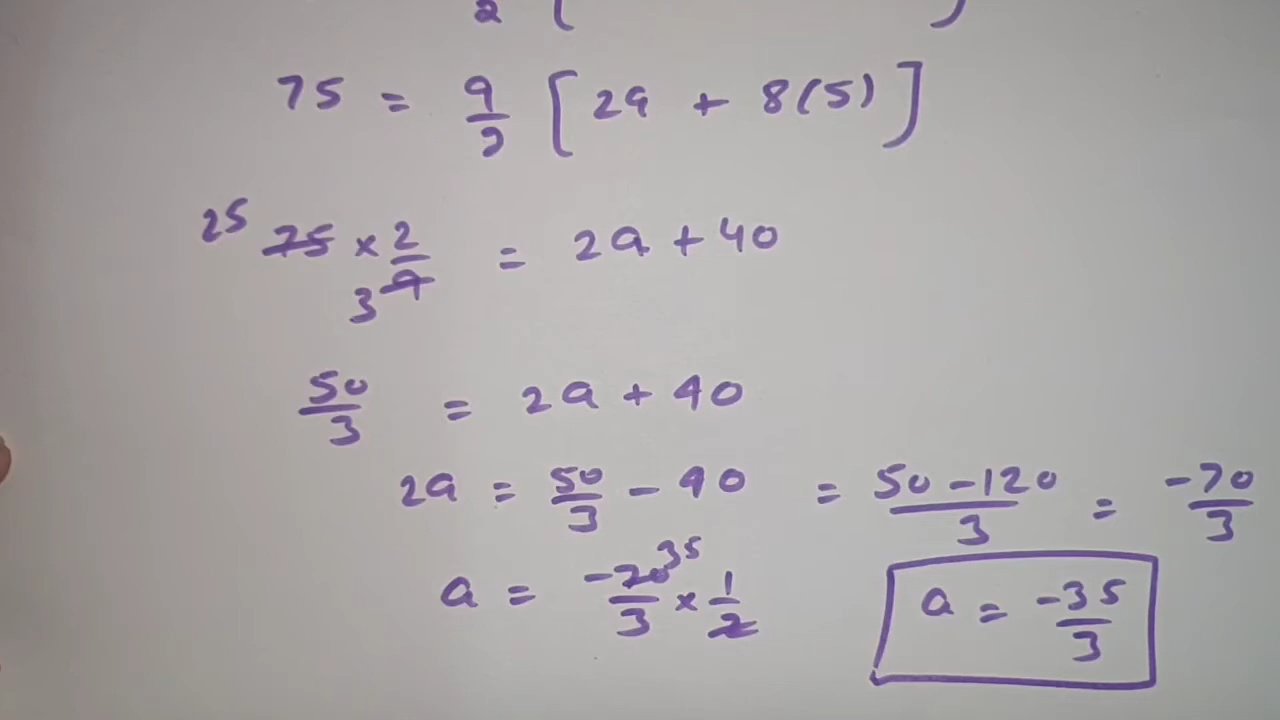 2 [ ]
75 = 9/2 [2a + 8(5)]
25 75 × 2/9 3 = 2a + 40
50/3 = 2a + 40
2a = 50/3 - 40 = 50 - 120/3 = -70/3
a = -70/3 35 × 1/2 a = -35/3